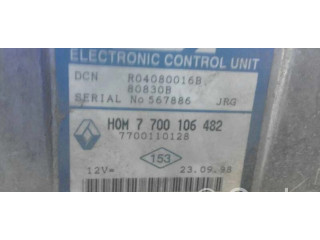 ELECTRONIC CONTROL UNIT
DCN R04080016B
80830B
SERIAL No 567886 JRG
HOM 7 700 106 482
7700110128
153
12V= 23.09.98